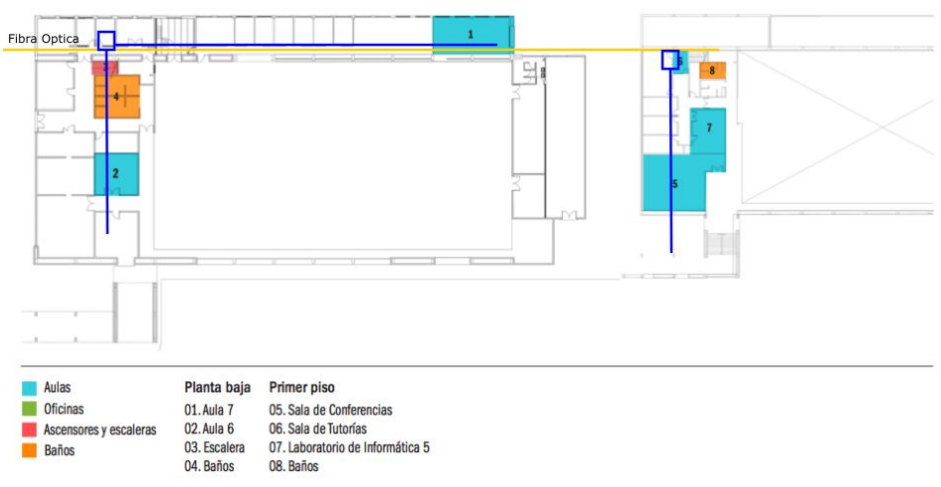 Fibra Optica
1
3
4
2
6
8
7
5
Aulas
Oficinas
Ascensores y escaleras
Baños
Planta baja
01. Aula 7
02. Aula 6
03. Escalera
04. Baños
Primer piso
05. Sala de Conferencias
06. Sala de Tutorías
07. Laboratorio de Informática 5
08. Baños